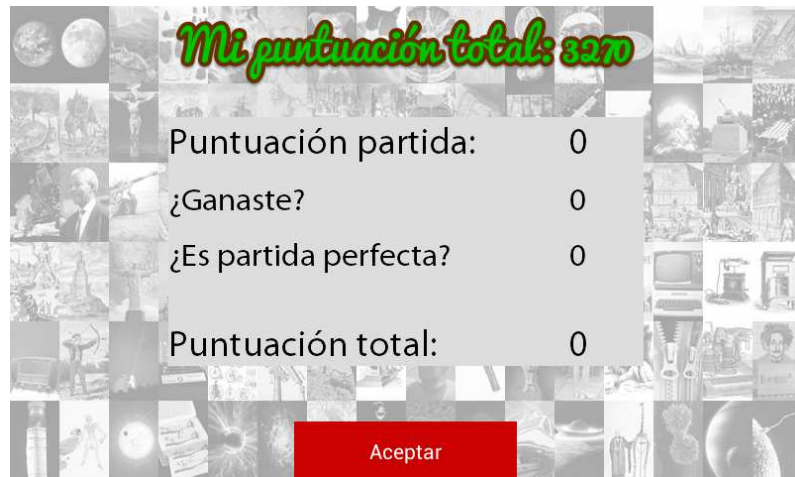 Mi puntuación total: 3270
Puntuación partida: 0
¿Ganaste? 0
¿Es partida perfecta? 0
Puntuación total: 0
Aceptar